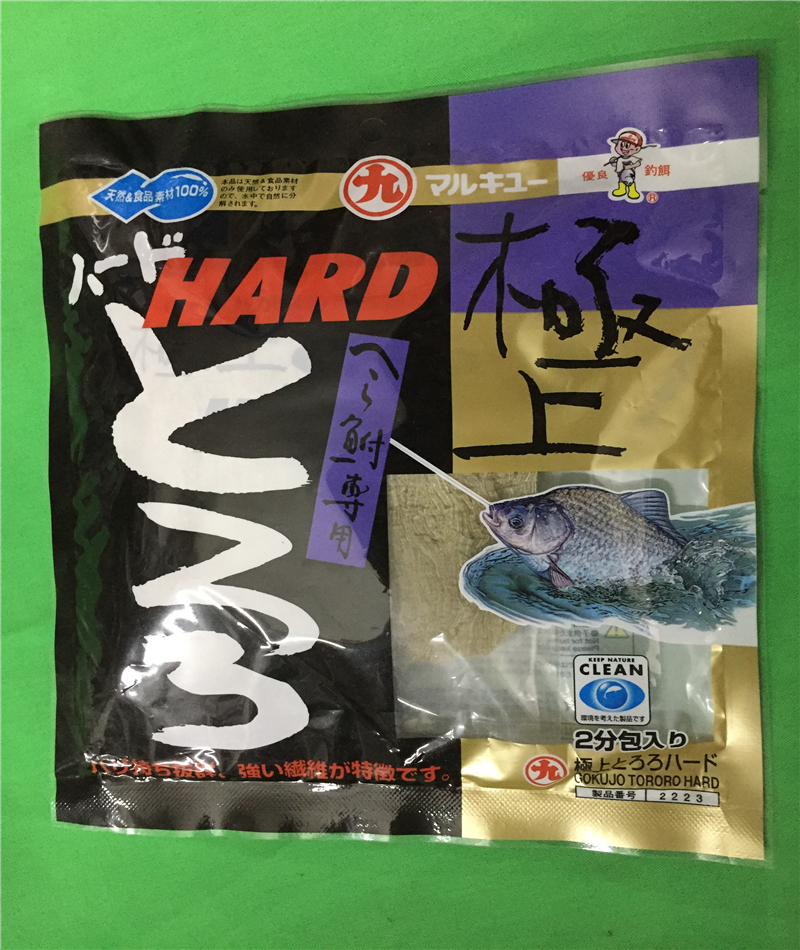 天然&食品素材100%
本品は天然&食品素材
のみ使用しております
ので、水中で自然に分
解されます。
九
マルキユー
優良
釣餌
®
ハード
HARD
とろろ
へら鮒専用
極上
KEEP NATURE
CLEAN
環境を考えた製品です
2分包入り
九
極上とろろハード
GOKUJO TORORO HARD
製品番号 2223
強い繊維が特徴です。